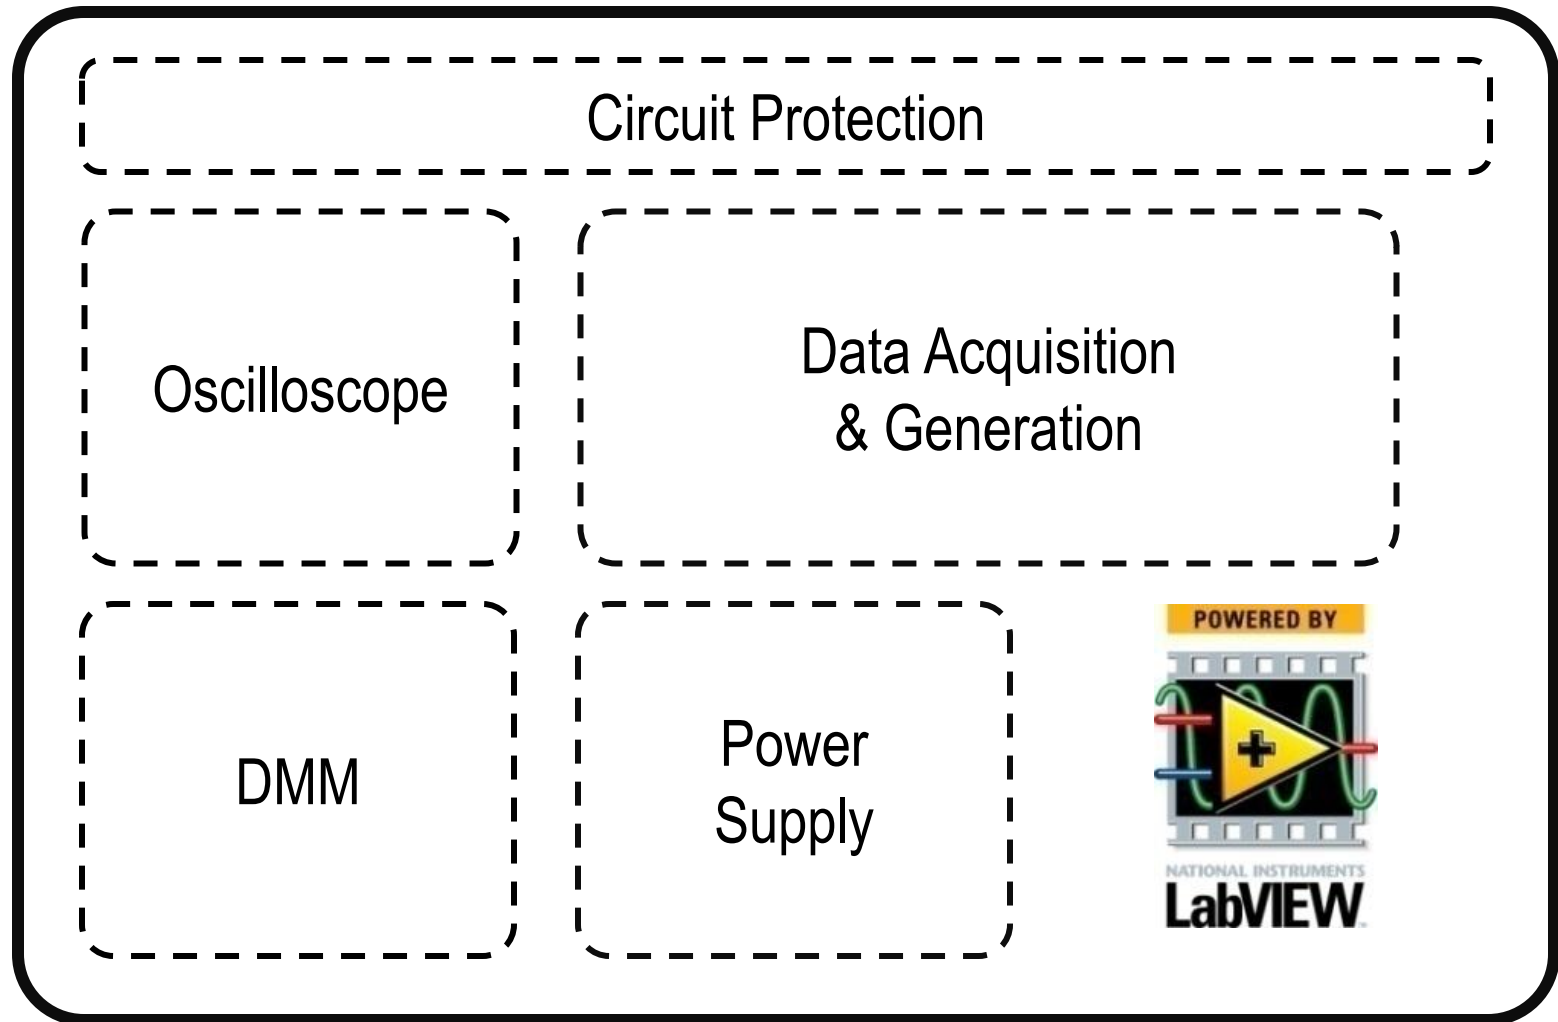 Circuit Protection
Oscilloscope
Data Acquisition
& Generation
DMM
Power
Supply
POWERED BY
NATIONAL INSTRUMENTS
LabVIEW